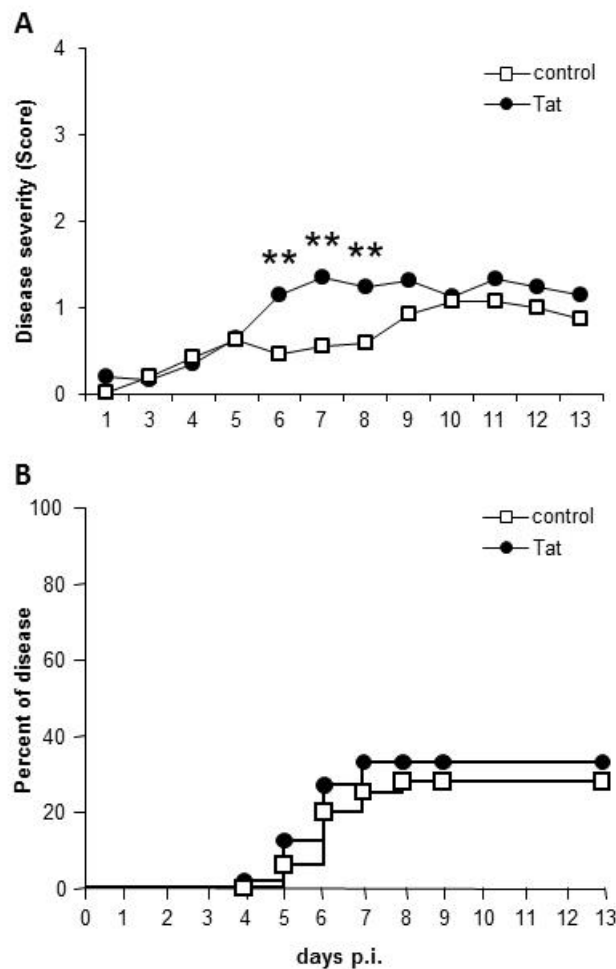 A
Disease severity (Score)
4
3
2
1
0
control
Tat
** ** **
1 3 4 5 6 7 8 9 10 11 12 13
B
Percent of disease
100
80
60
40
20
0
control
Tat
0 1 2 3 4 5 6 7 8 9 10 11 12 13
days p.i.